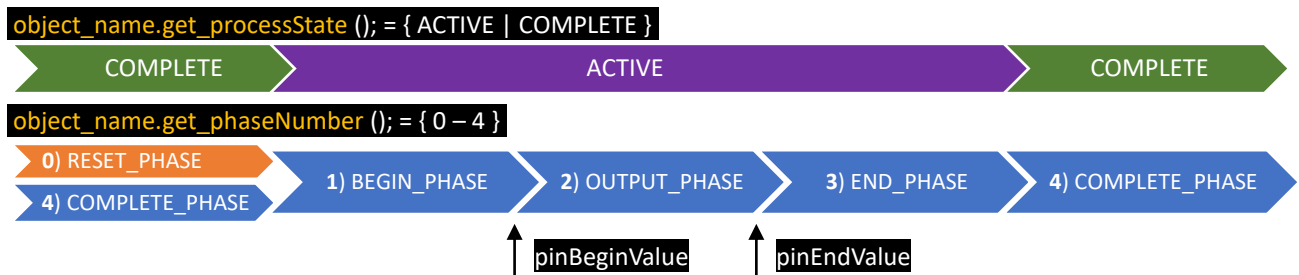 object_name.get_processState (); = { ACTIVE | COMPLETE }
COMPLETE ACTIVE COMPLETE
object_name.get_phaseNumber (); = { 0 – 4 }
0) RESET_PHASE
4) COMPLETE_PHASE
1) BEGIN_PHASE 2) OUTPUT_PHASE 3) END_PHASE 4) COMPLETE_PHASE
pinBeginValue pinEndValue